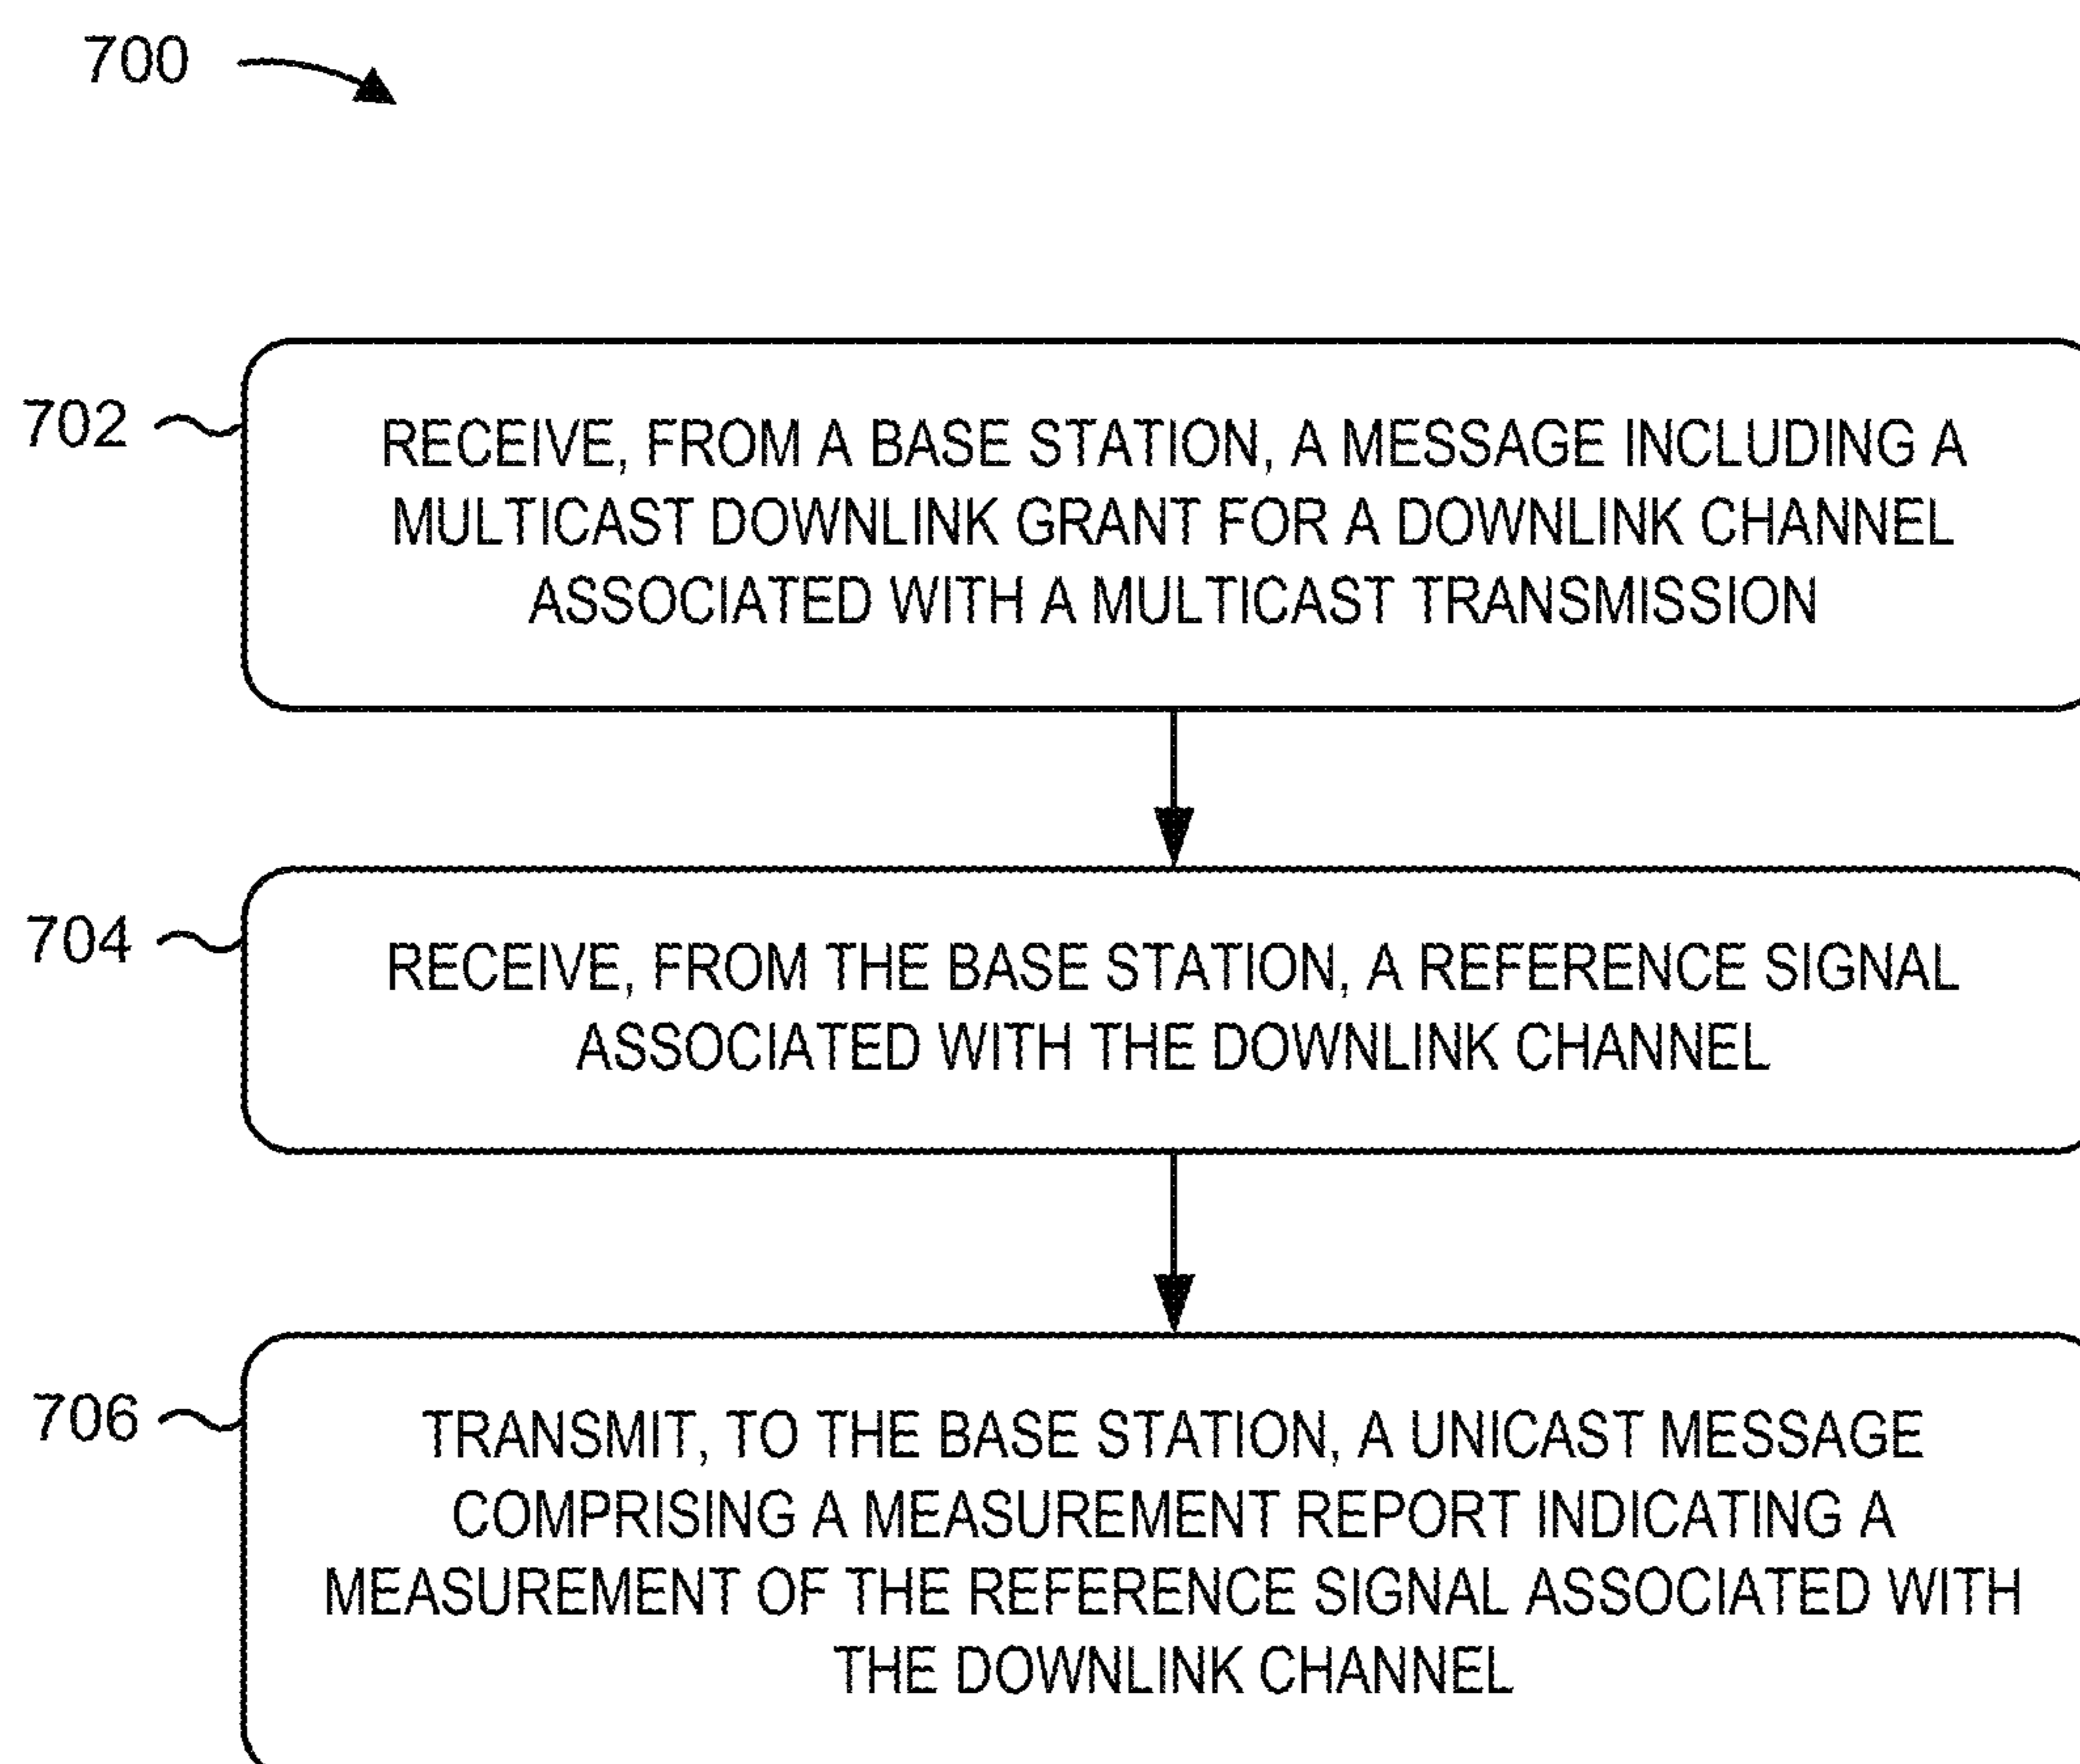 700
702
RECEIVE, FROM A BASE STATION, A MESSAGE INCLUDING A
MULTICAST DOWNLINK GRANT FOR A DOWNLINK CHANNEL
ASSOCIATED WITH A MULTICAST TRANSMISSION
704
RECEIVE, FROM THE BASE STATION, A REFERENCE SIGNAL
ASSOCIATED WITH THE DOWNLINK CHANNEL
706
TRANSMIT, TO THE BASE STATION, A UNICAST MESSAGE
COMPRISING A MEASUREMENT REPORT INDICATING A
MEASUREMENT OF THE REFERENCE SIGNAL ASSOCIATED WITH
THE DOWNLINK CHANNEL